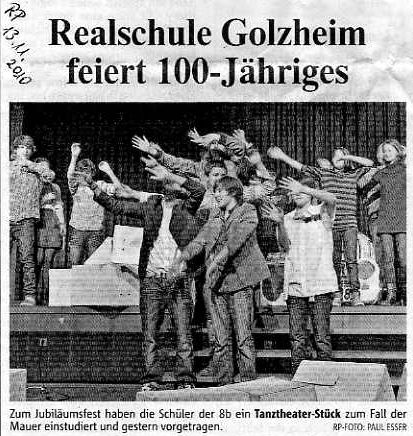 RP
13.11.
2010
Realschule Golzheim
feiert 100-Jähriges
Zum Jubiläumsfest haben die Schüler der 8b ein Tanztheater-Stück zum Fall der
Mauer einstudiert und gestern vorgetragen. RP-FOTO: PAUL ESSER